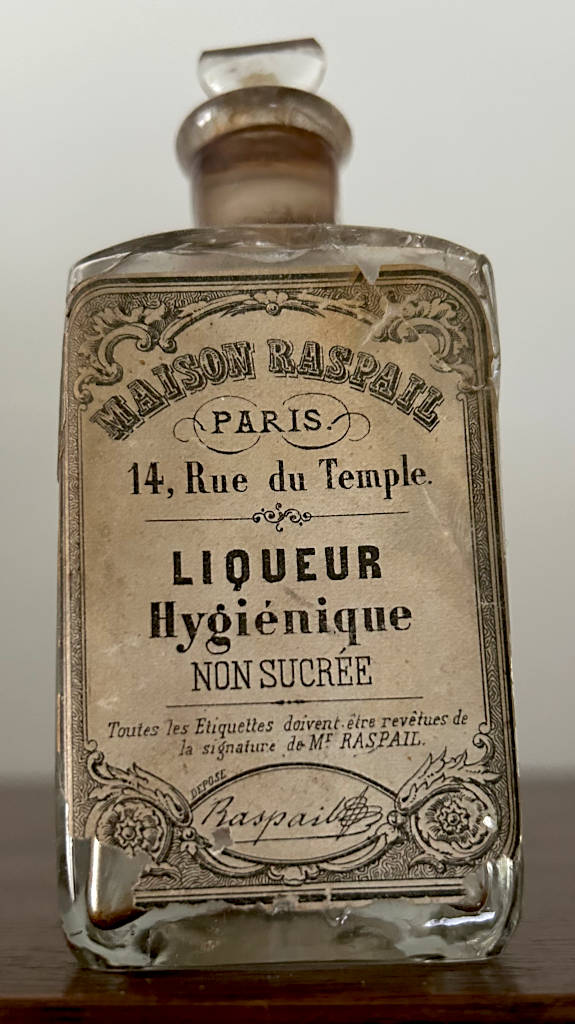 MAISON RASPAIL
PARIS.
14, Rue du Temple.
LIQUEUR
Hygiénique
NON SUCRÉE
Toutes les Etiquettes doivent être revêtues de
la signature de Mr RASPAIL.
DEPOSÉ
Raspail